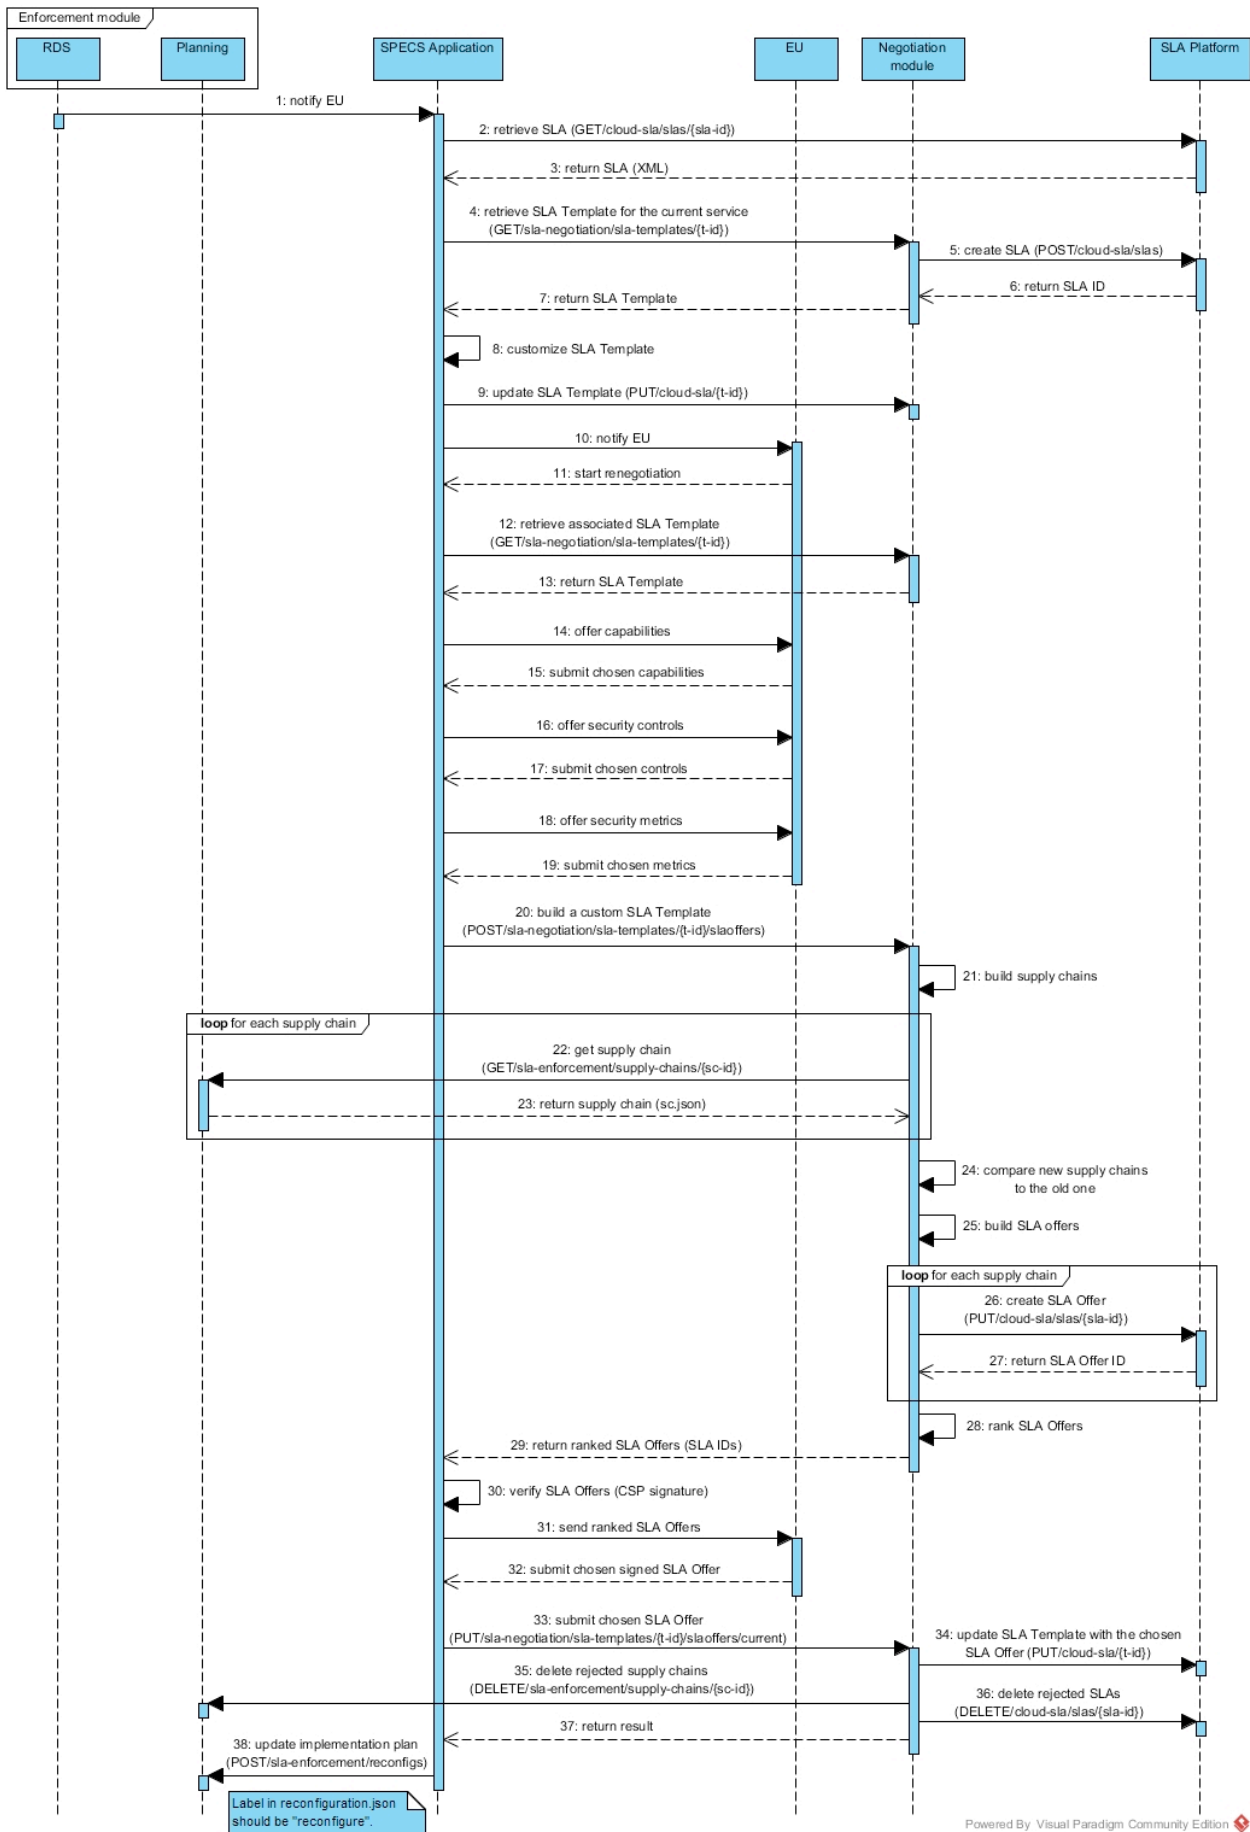 Enforcement module
RDS
Planning
SPECS Application
EU
Negotiation
module
SLA Platform
1: notify EU
2: retrieve SLA (GET/cloud-sla/slas/{sla-id})
3: return SLA (XML)
4: retrieve SLA Template for the current service
(GET/sla-negotiation/sla-templates/{t-id})
5: create SLA (POST/cloud-sla/slas)
6: return SLA ID
7: return SLA Template
8: customize SLA Template
9: update SLA Template (PUT/cloud-sla/{t-id})
10: notify EU
11: start renegotiation
12: retrieve associated SLA Template
(GET/sla-negotiation/sla-templates/{t-id})
13: return SLA Template
14: offer capabilities
15: submit chosen capabilities
16: offer security controls
17: submit chosen controls
18: offer security metrics
19: submit chosen metrics
20: build a custom SLA Template
(POST/sla-negotiation/sla-templates/{t-id}/slaoffers)
21: build supply chains
loop for each supply chain
22: get supply chain
(GET/sla-enforcement/supply-chains/{sc-id})
23: return supply chain (sc.json)
24: compare new supply chains
to the old one
25: build SLA offers
loop for each supply chain
26: create SLA Offer
(PUT/cloud-sla/slas/{sla-id})
27: return SLA Offer ID
28: rank SLA Offers
29: return ranked SLA Offers (SLA IDs)
30: verify SLA Offers (CSP signature)
31: send ranked SLA Offers
32: submit chosen signed SLA Offer
33: submit chosen SLA Offer
(PUT/sla-negotiation/sla-templates/{t-id}/slaoffers/current)
34: update SLA Template with the chosen
SLA Offer (PUT/cloud-sla/{t-id})
35: delete rejected supply chains
(DELETE/sla-enforcement/supply-chains/{sc-id})
36: delete rejected SLAs
(DELETE/cloud-sla/slas/{sla-id})
37: return result
38: update implementation plan
(POST/sla-enforcement/reconfigs)
Label in reconfiguration.json
should be "reconfigure".
Powered By Visual Paradigm Community Edition